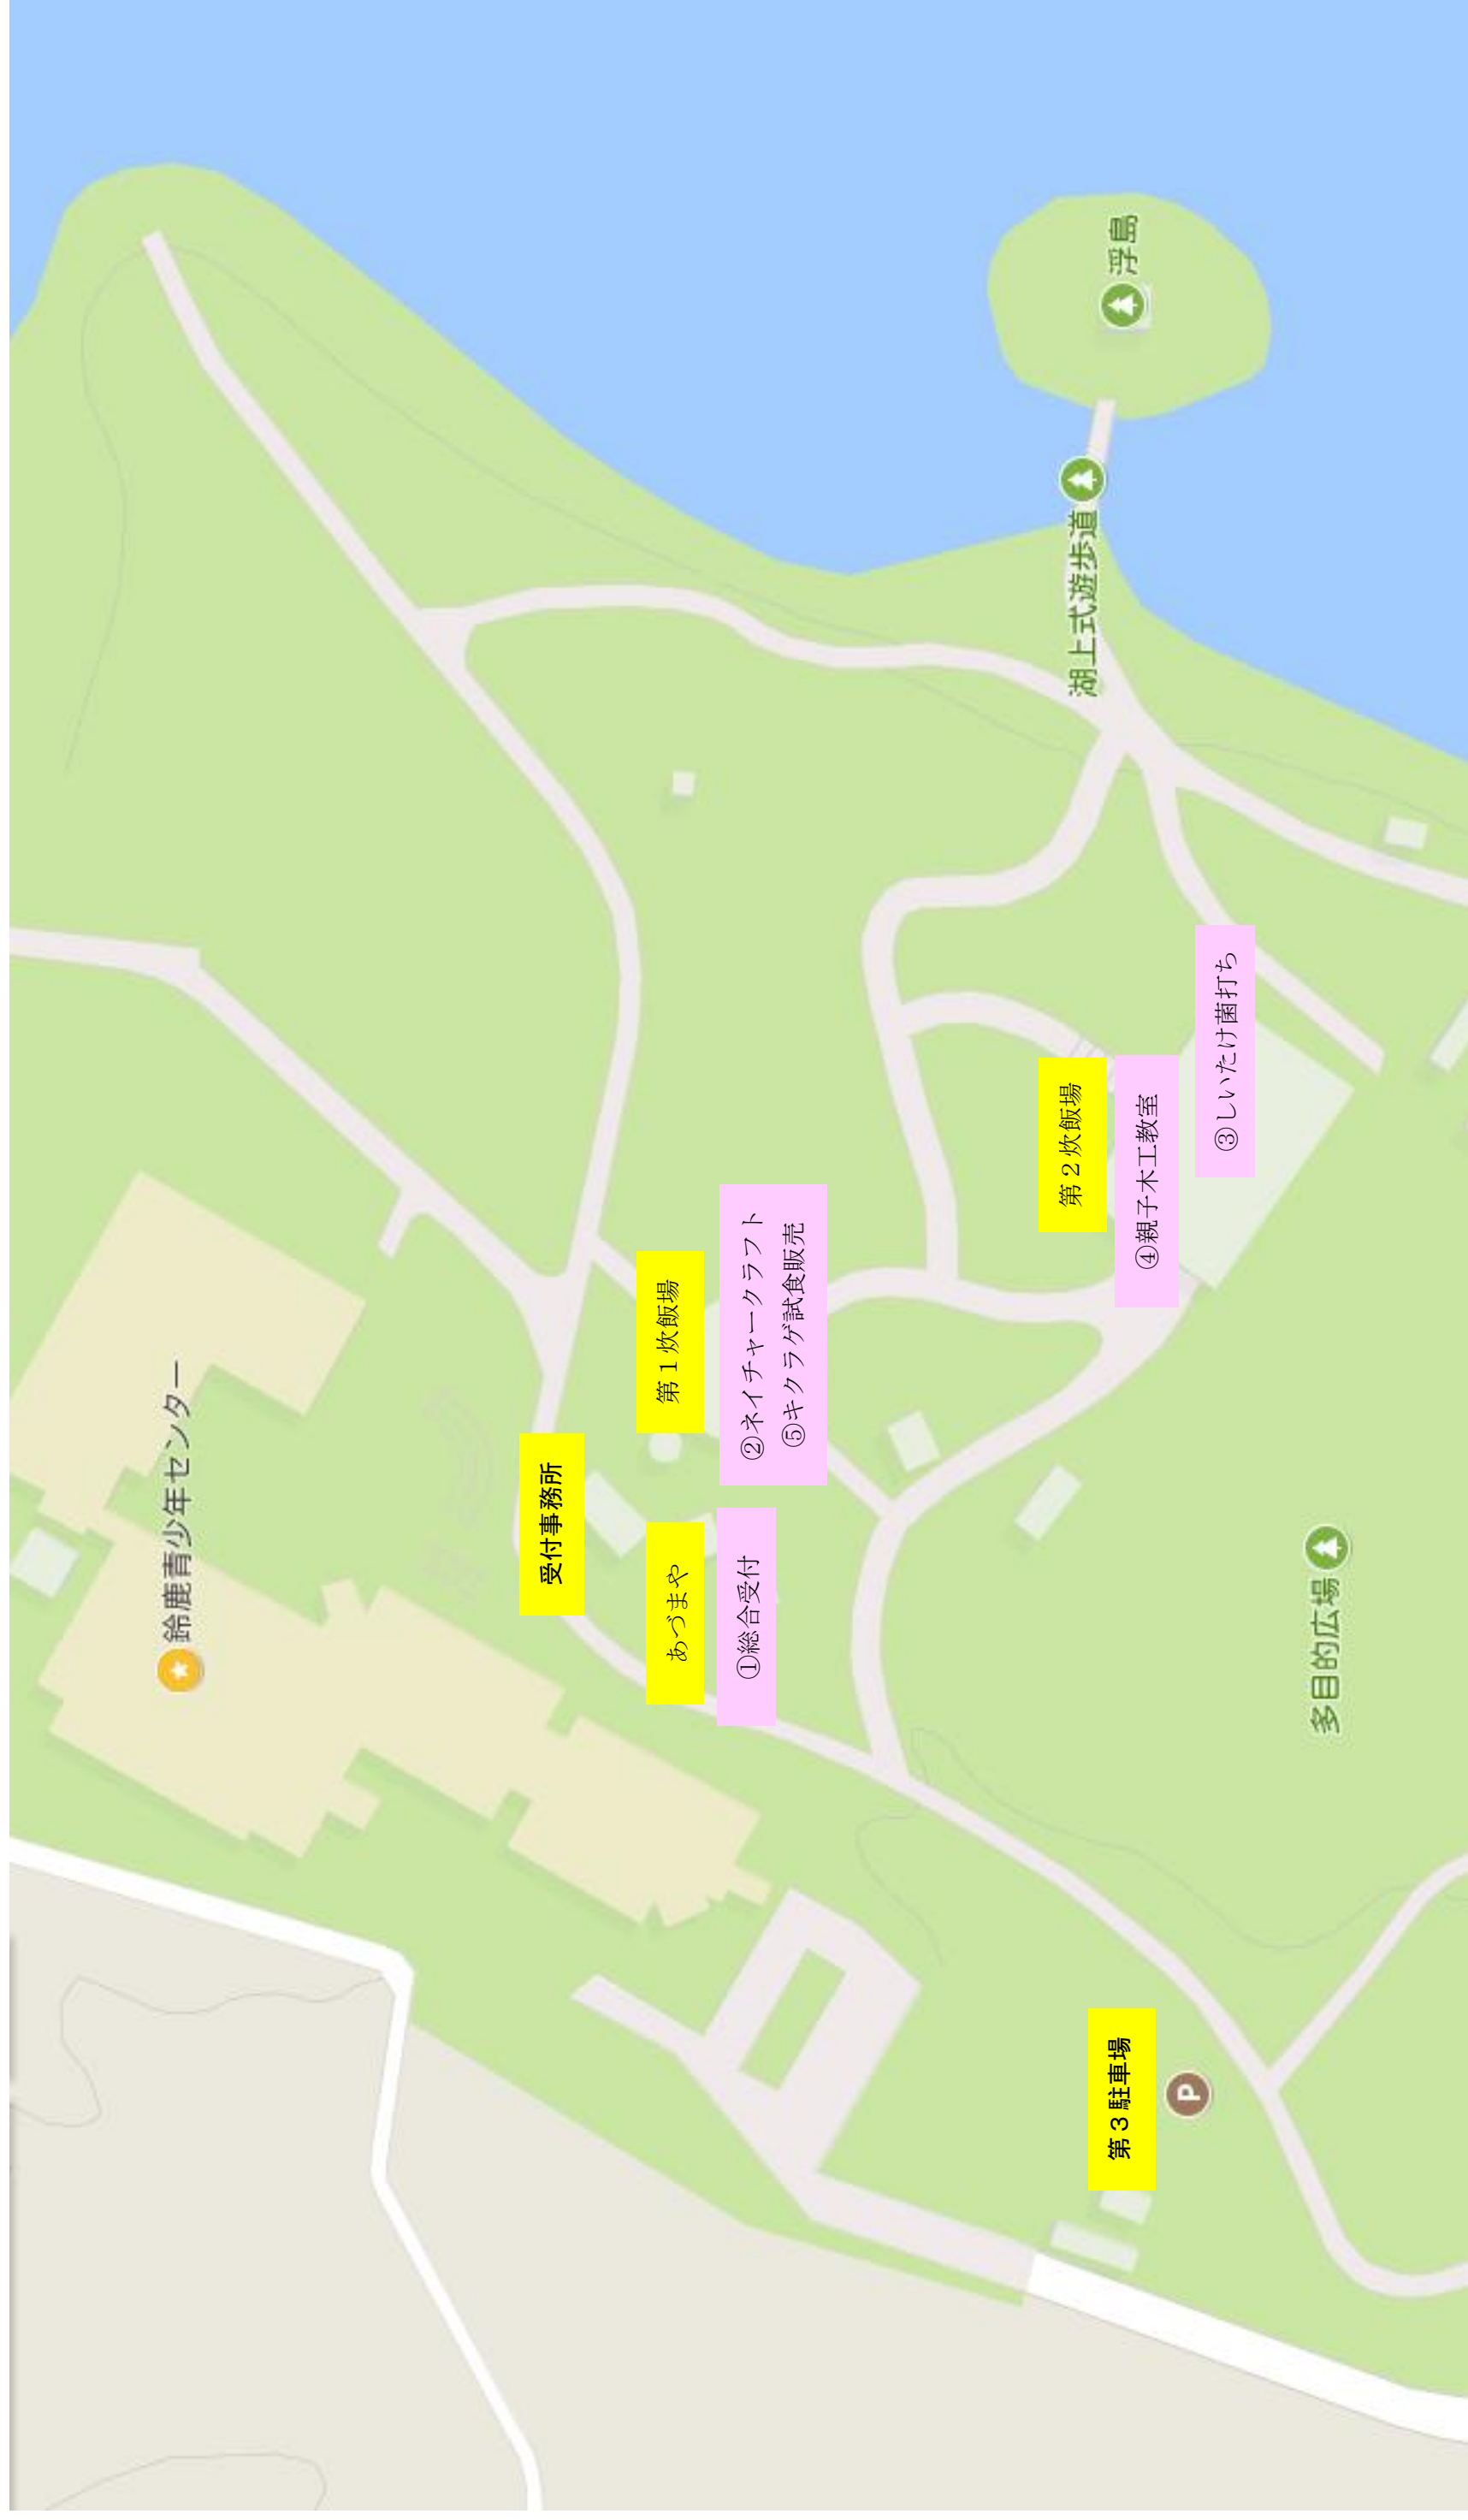 鈴鹿青少年センター
受付事務所
あづまや
①総合受付
第１炊飯場
②ネイチャークラフト
⑤キクラゲ試食販売
第２炊飯場
④親子木工教室
③しいたけ菌打ち
湖上式遊歩道
浮島
第３駐車場
P
多目的広場